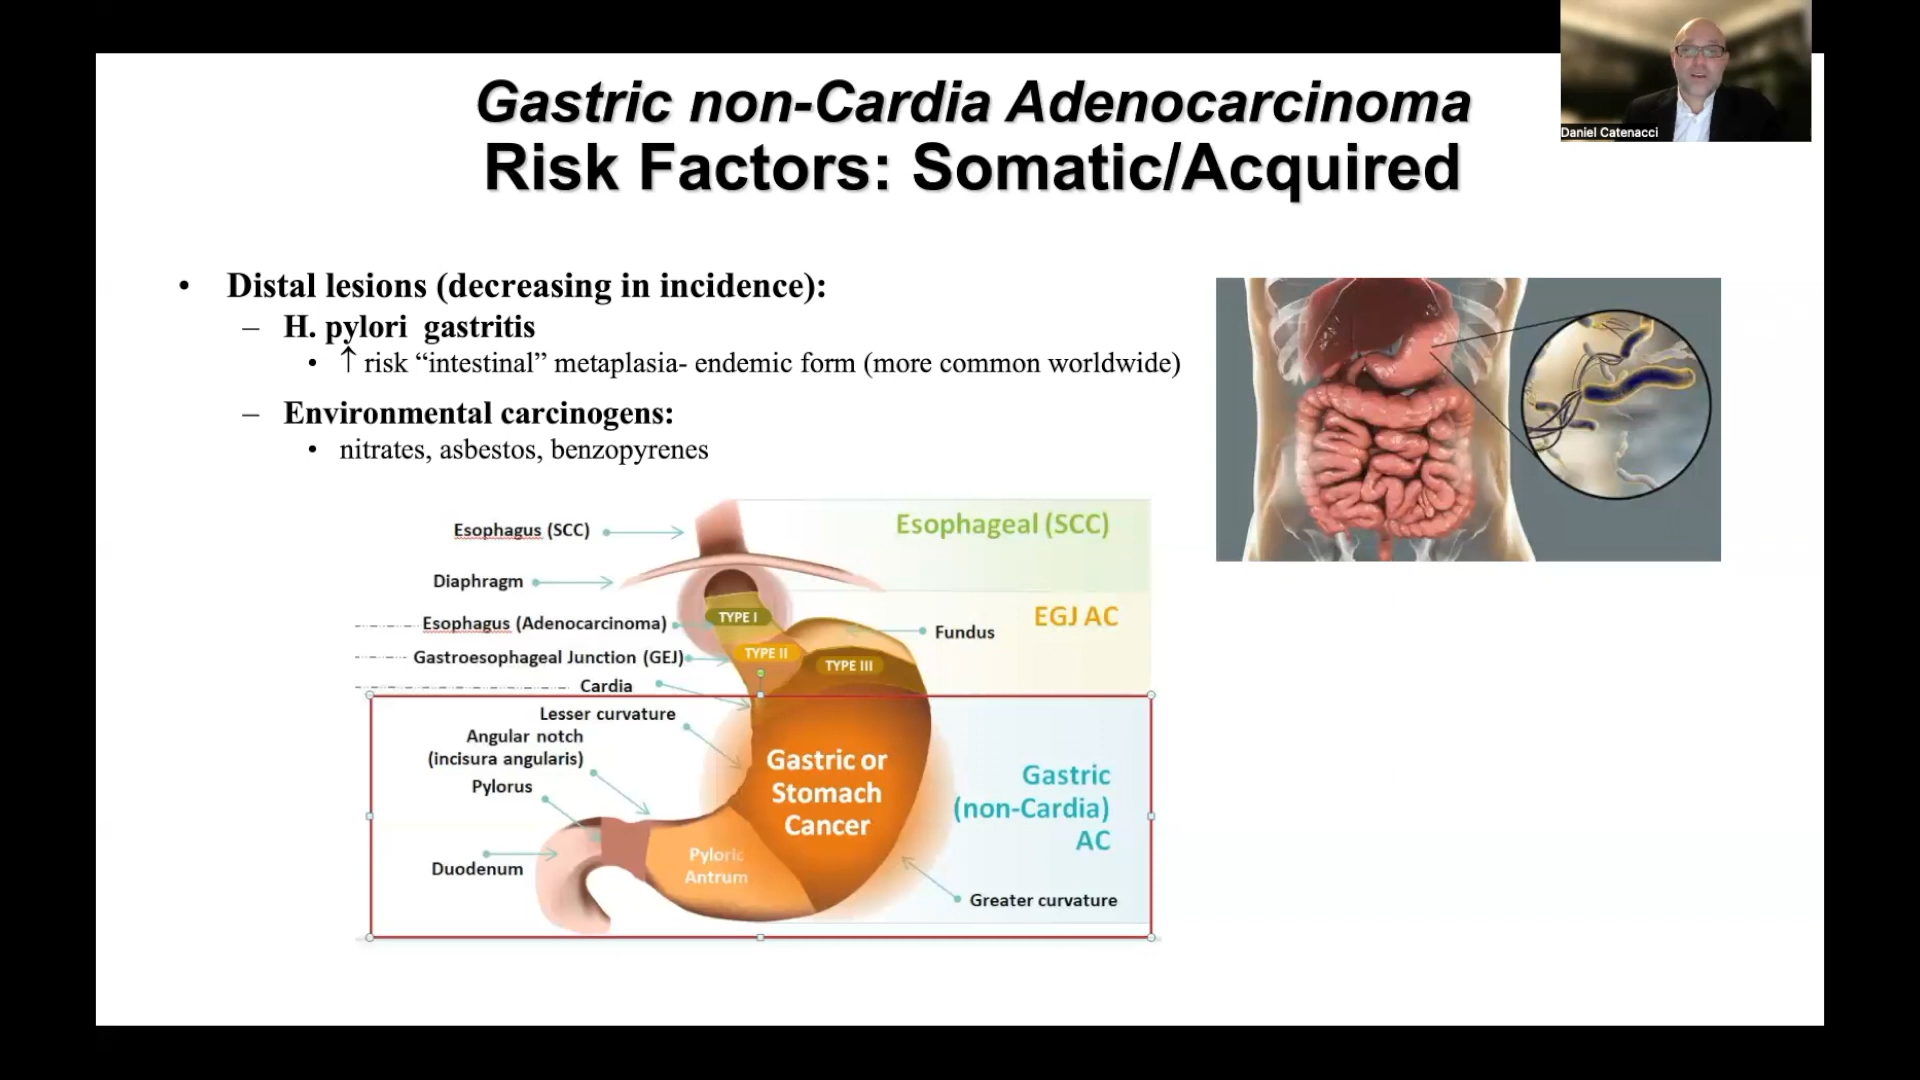 Gastric non-Cardia Adenocarcinoma
Risk Factors: Somatic/Acquired
Daniel Catenacci
• Distal lesions (decreasing in incidence):
– H. pylori gastritis
• ↑ risk “intestinal” metaplasia- endemic form (more common worldwide)
– Environmental carcinogens:
• nitrates, asbestos, benzopyrenes
Esophagus (SCC)
Esophageal (SCC)
Diaphragm
Esophagus (Adenocarcinoma)
TYPE I
EGJ AC
Fundus
Gastroesophageal Junction (GEJ)
TYPE II
TYPE III
Cardia
Lesser curvature
Angular notch
(incisura angularis)
Pylorus
Gastric or
Stomach
Cancer
Gastric
(non-Cardia)
AC
Duodenum
Pyloric
Antrum
Greater curvature